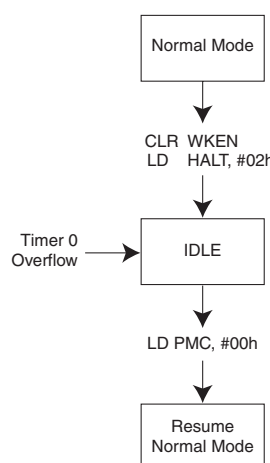 Normal Mode
CLR WKEN
LD HALT, #02h
Timer 0
Overflow
IDLE
LD PMC, #00h
Resume
Normal Mode